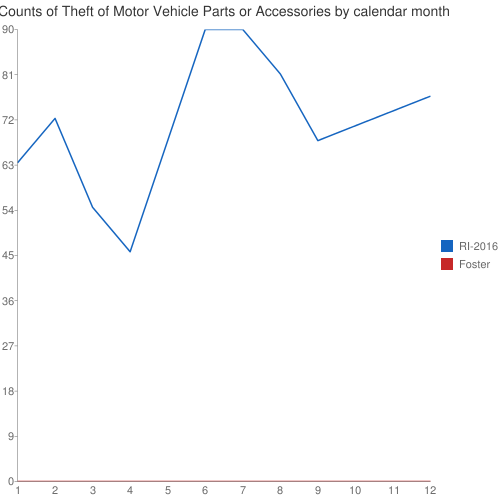 Counts of Theft of Motor Vehicle Parts or Accessories by calendar month
90
81
72
63
54
45
36
27
18
9
0
1 2 3 4 5 6 7 8 9 10 11 12
RI-2016
Foster